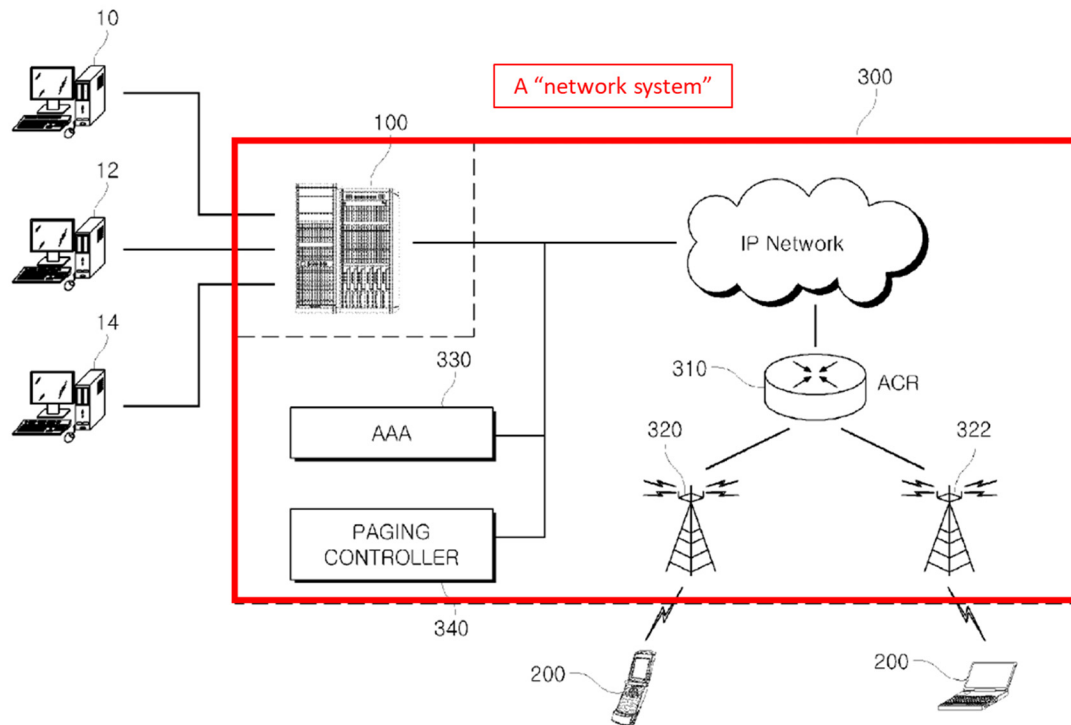 10
A “network system”
300
100
12
IP Network
14
330
310
ACR
AAA
320
322
PAGING
CONTROLLER
340
200
200